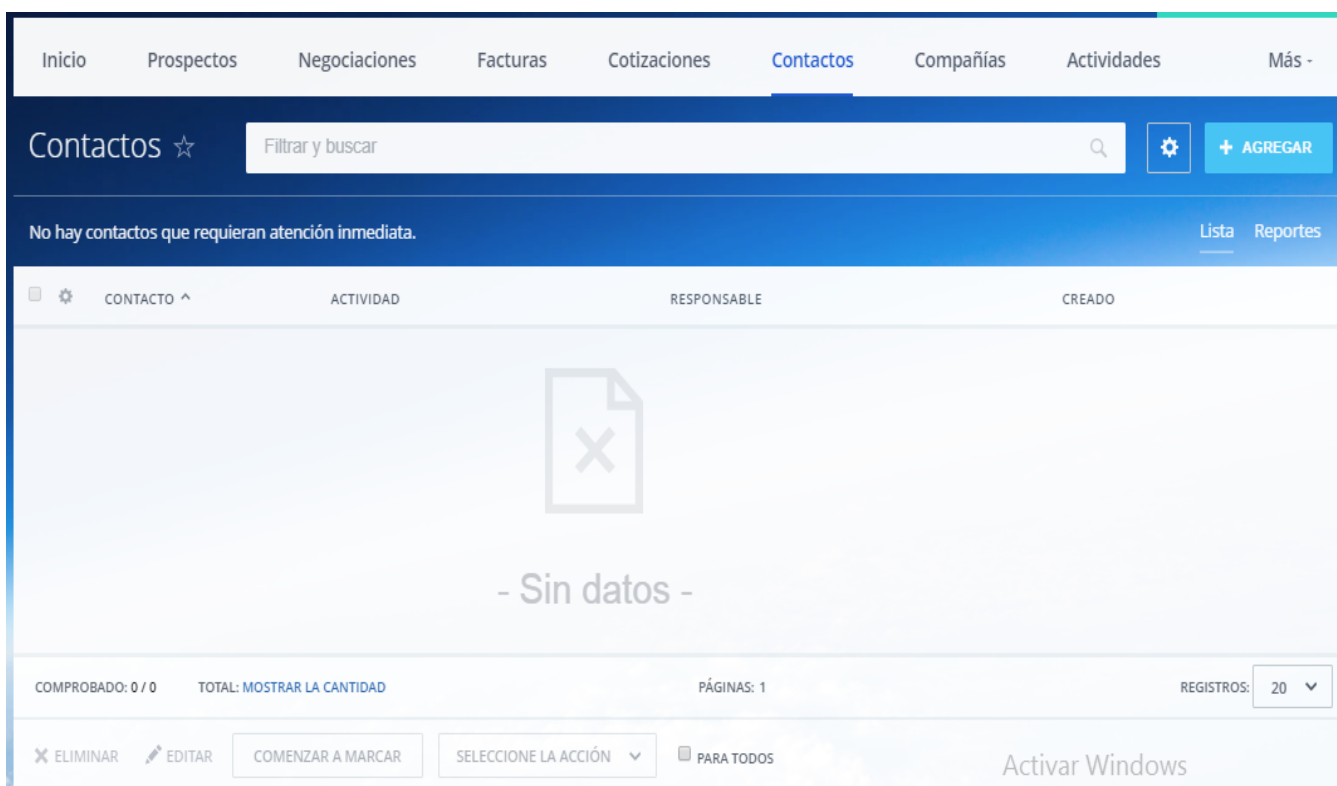 Inicio Prospectos Negociaciones Facturas Cotizaciones Contactos Compañías Actividades Más -
Contactos Filtrar y buscar + AGREGAR
No hay contactos que requieran atención inmediata. Lista Reportes
CONTACTO ACTIVIDAD RESPONSABLE CREADO
- Sin datos -
COMPROBADO: 0 / 0 TOTAL: MOSTRAR LA CANTIDAD PÁGINAS: 1 REGISTROS: 20
ELIMINAR EDITAR COMENZAR A MARCAR SELECCIONE LA ACCIÓN PARA TODOS Activar Windows